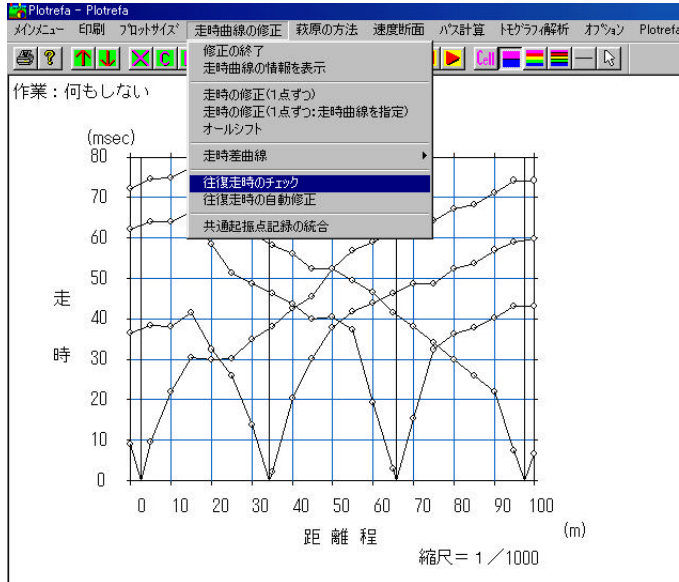 Plotrefa - Plotrefa
メインメニュー 印刷 プロットサイズ 走時曲線の修正 萩原の方法 速度断面 パス計算 トモグラフィ解析 オプション Plotrefa
? X C Cell
修正の終了
走時曲線の情報を表示
走時の修正(1点ずつ)
走時の修正(1点ずつ:走時曲線を指定)
オールシフト
走時差曲線
往復走時のチェック
往復走時の自動修正
共通起振点記録の統合
作業:何もしない
(msec)
80
70
60
50
走
40
時
30
20
10
0
0 10 20 30 40 50 60 70 80 90 100
(m)
距離程
縮尺=1/1000